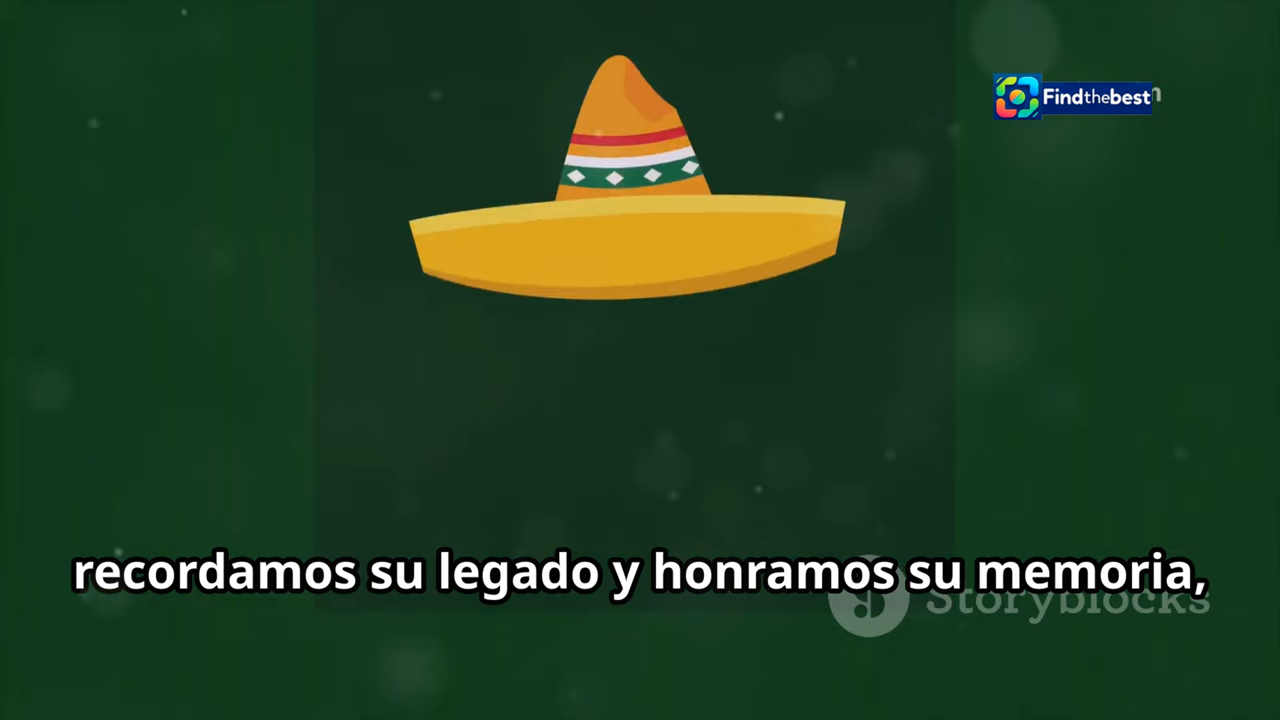 Findthebest
recordamos su legado y honramos su memoria,
Storyblocks